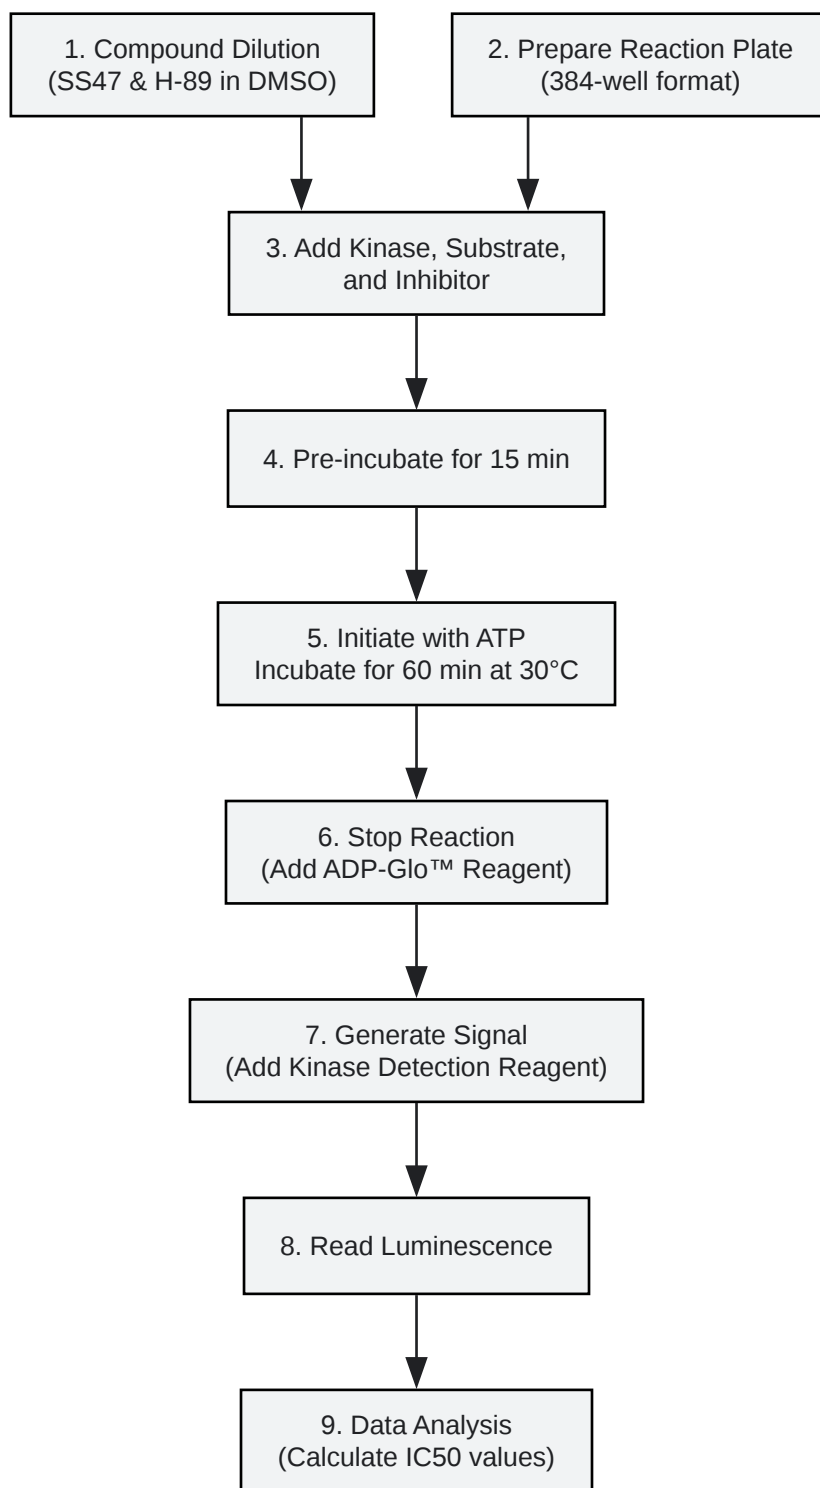 1. Compound Dilution
(SS47 & H-89 in DMSO)
2. Prepare Reaction Plate
(384-well format)
3. Add Kinase, Substrate,
and Inhibitor
4. Pre-incubate for 15 min
5. Initiate with ATP
Incubate for 60 min at 30°C
6. Stop Reaction
(Add ADP-Glo™ Reagent)
7. Generate Signal
(Add Kinase Detection Reagent)
8. Read Luminescence
9. Data Analysis
(Calculate IC50 values)